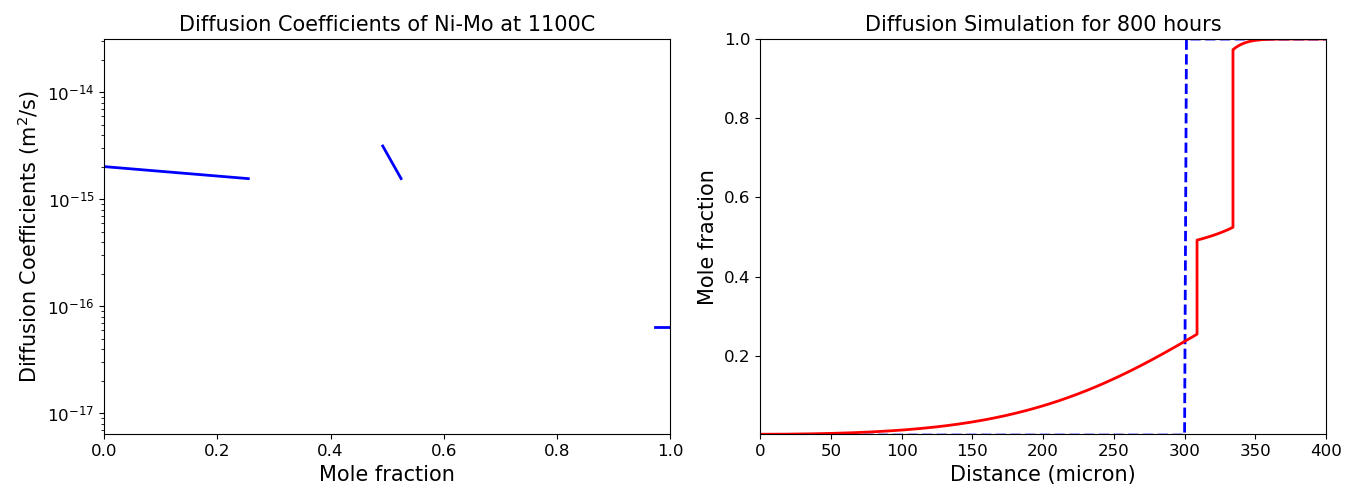 Diffusion Coefficients of Ni-Mo at 1100C
Diffusion Coefficients (m²/s)
10⁻¹⁴
10⁻¹⁵
10⁻¹⁶
10⁻¹⁷
0.0 0.2 0.4 0.6 0.8 1.0
Mole fraction
Diffusion Simulation for 800 hours
Mole fraction
1.0
0.8
0.6
0.4
0.2
0 50 100 150 200 250 300 350 400
Distance (micron)